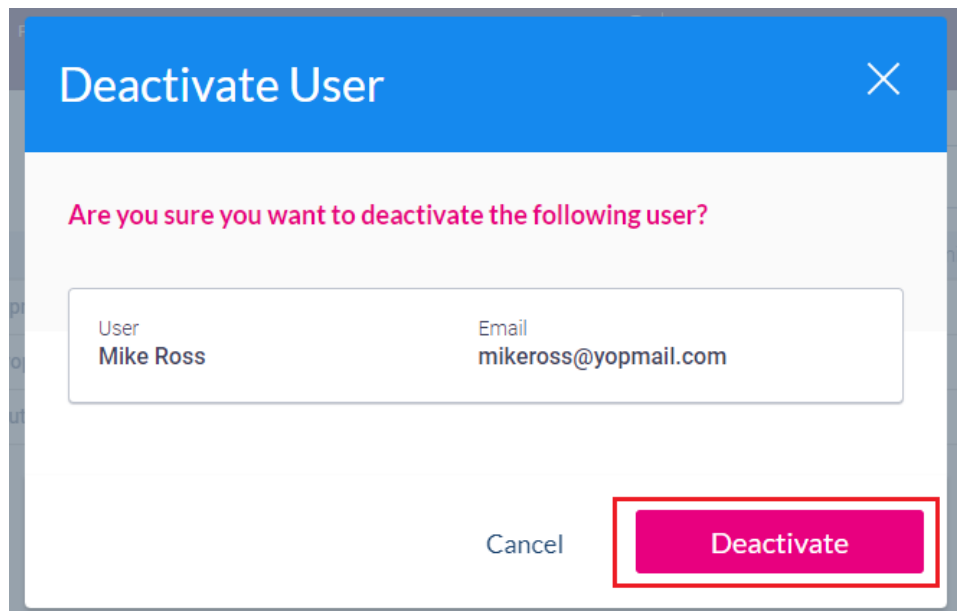 Deactivate User
Are you sure you want to deactivate the following user?
User Email
Mike Ross mikeross@yopmail.com
Cancel Deactivate